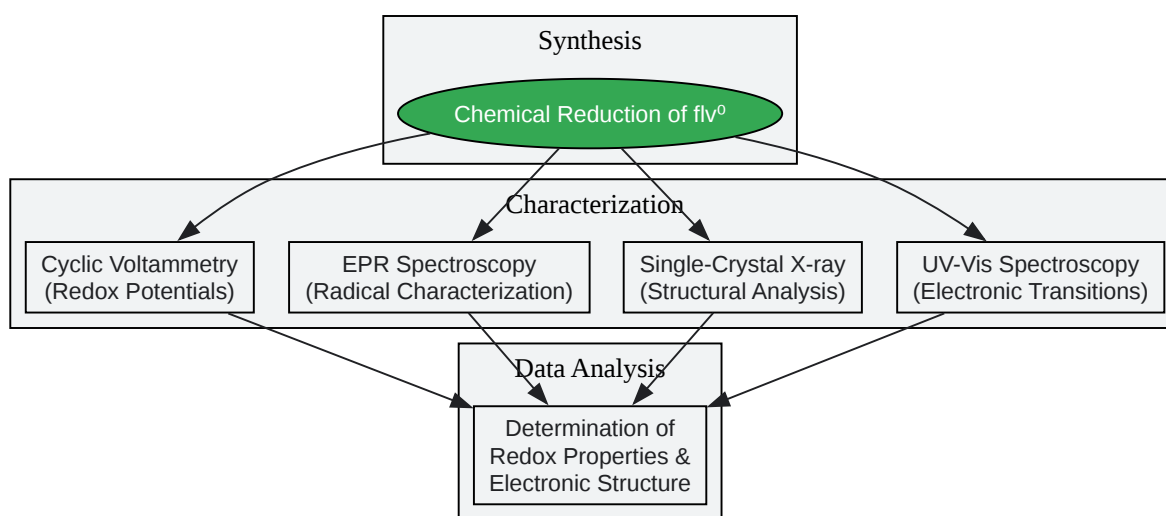 Synthesis
Chemical Reduction of flv⁰
Characterization
Cyclic Voltammetry
(Redox Potentials)
EPR Spectroscopy
(Radical Characterization)
Single-Crystal X-ray
(Structural Analysis)
UV-Vis Spectroscopy
(Electronic Transitions)
Data Analysis
Determination of
Redox Properties &
Electronic Structure